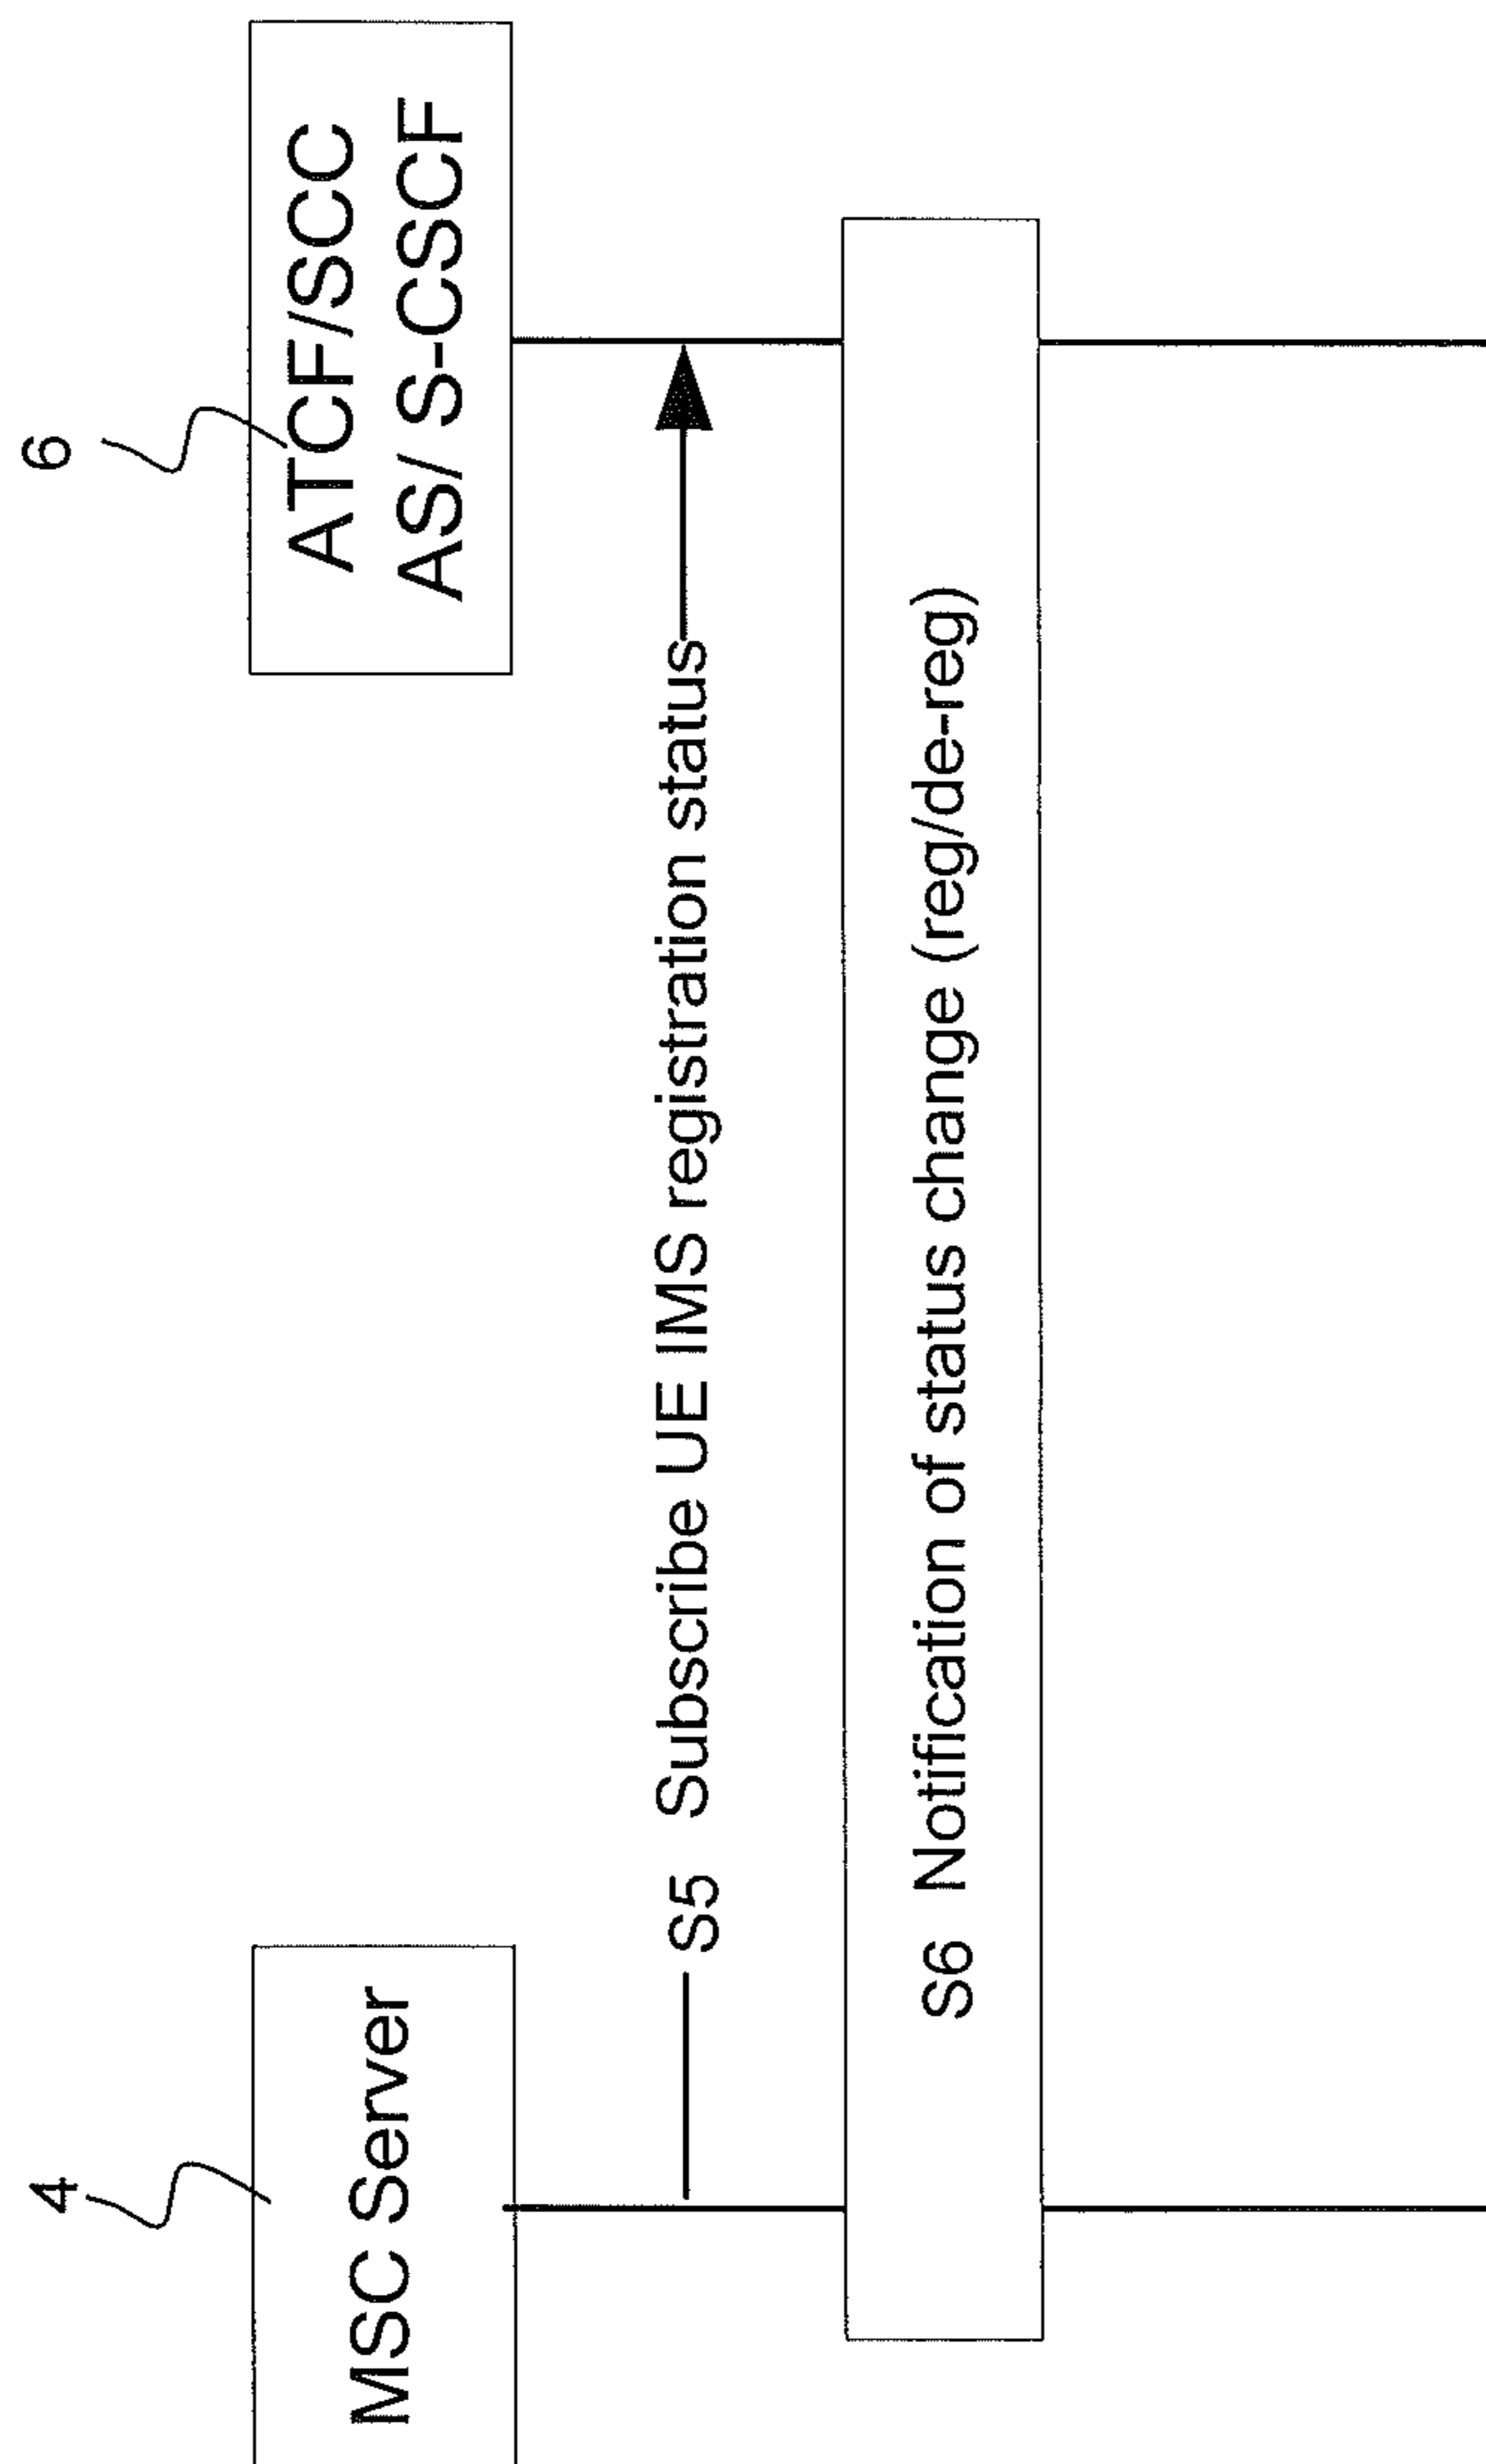 4
6
MSC Server
ATCF/SCC
AS/ S-CSCF
S5 Subscribe UE IMS registration status
S6 Notification of status change (reg/de-reg)